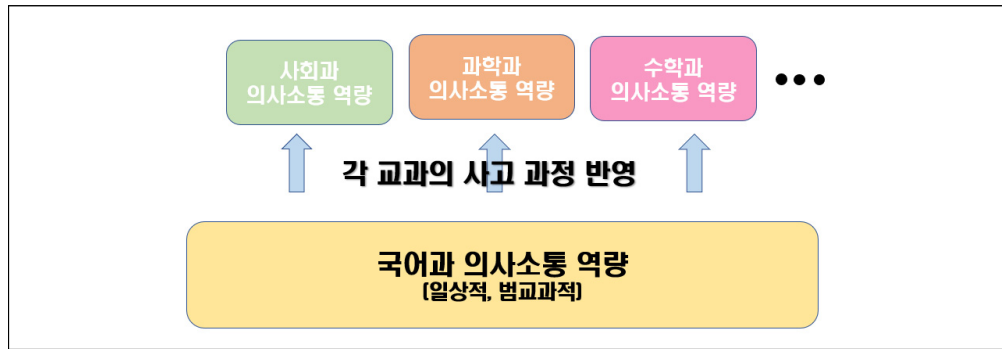 사회과
의사소통 역량
과학과
의사소통 역량
수학과
의사소통 역량
•••
각 교과의 사고 과정 반영
국어과 의사소통 역량
(일상적, 범교과적)